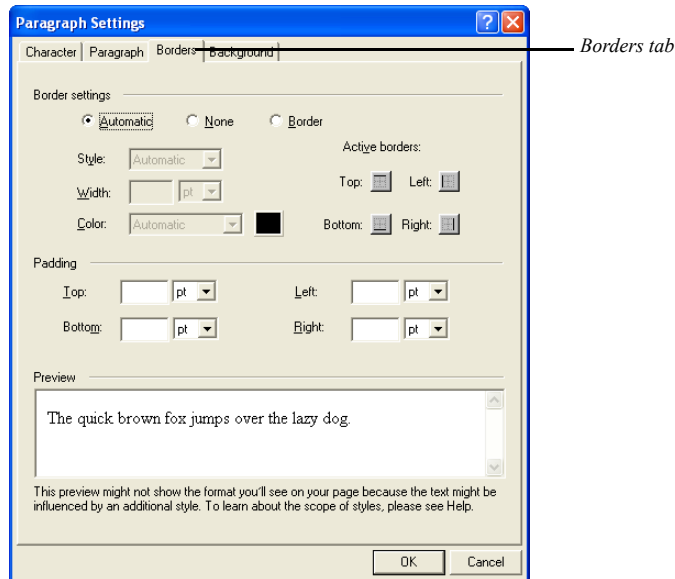 Paragraph Settings
Character Paragraph Borders Background
Borders tab
Border settings
Automatic None Border
Style: Automatic
Width: pt
Color: Automatic
Active borders:
Top: Left:
Bottom: Right:
Padding
Top: pt Left: pt
Bottom: pt Right: pt
Preview
The quick brown fox jumps over the lazy dog.
This preview might not show the format you'll see on your page because the text might be
influenced by an additional style. To learn about the scope of styles, please see Help.
OK Cancel